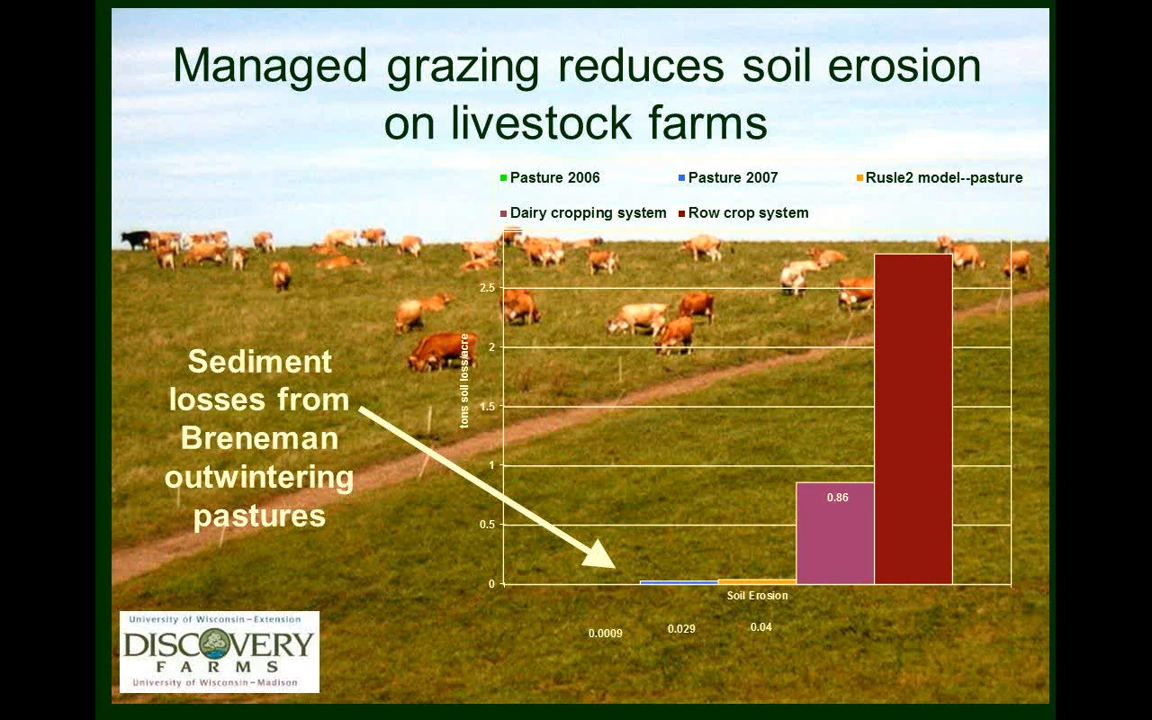 Managed grazing reduces soil erosion
on livestock farms
Pasture 2006
Pasture 2007
Rusle2 model--pasture
Dairy cropping system
Row crop system
tons soil loss/acre
2.5
2
1.5
1
0.5
0
0.86
Soil Erosion
0.0009
0.029
0.04
Sediment
losses from
Breneman
outwintering
pastures
University of Wisconsin–Extension
DISCOVERY
FARMS
University of Wisconsin–Madison